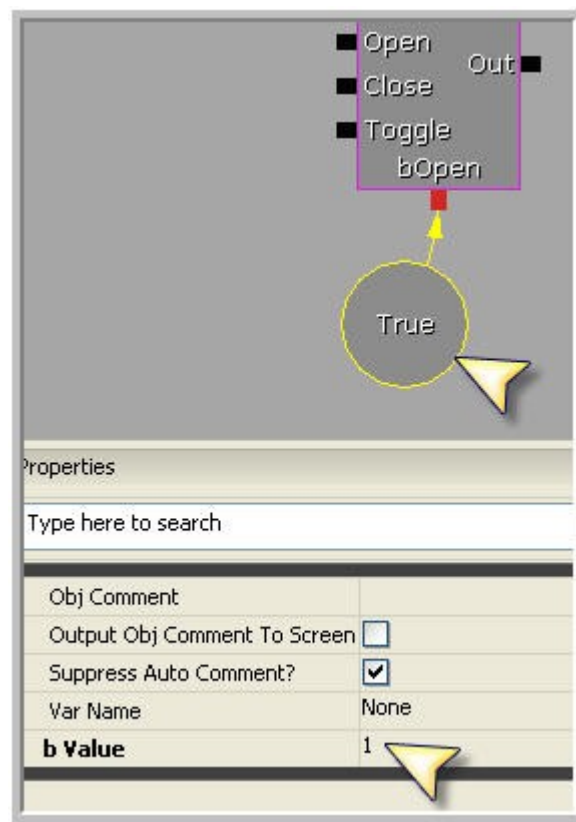 Open
Out
Close
Toggle
bOpen
True
Properties
Type here to search
Obj Comment
Output Obj Comment To Screen
Suppress Auto Comment?
Var Name None
b Value 1